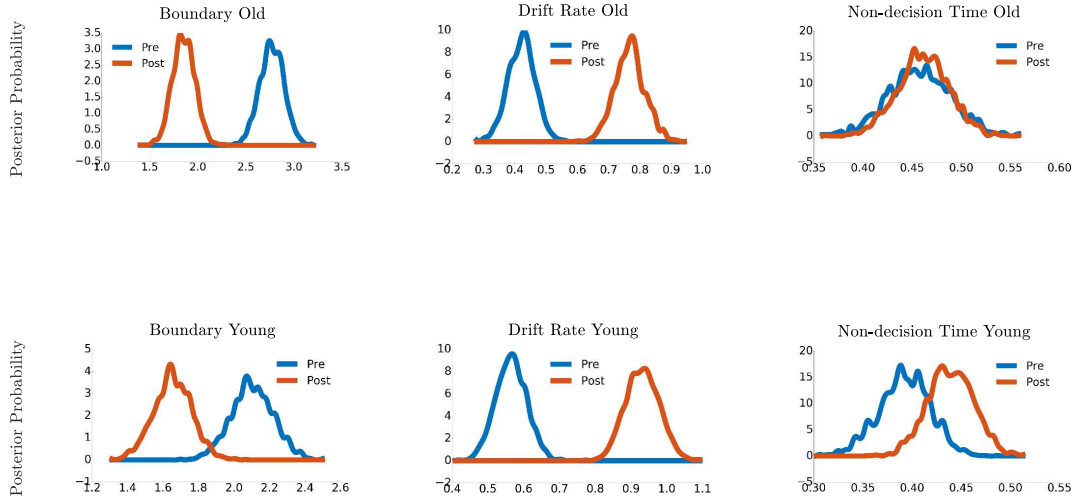 Boundary Old
Drift Rate Old
Non-decision Time Old
Posterior Probability
3.5
3.0
2.5
2.0
1.5
1.0
0.5
0.0
−0.5
1.0 1.5 2.0 2.5 3.0 3.5
Pre
Post
10
8
6
4
2
0
−2
0.2 0.3 0.4 0.5 0.6 0.7 0.8 0.9 1.0
Pre
Post
20
15
10
5
0
−5
0.35 0.40 0.45 0.50 0.55 0.60
Pre
Post
Boundary Young
Drift Rate Young
Non-decision Time Young
Posterior Probability
5
4
3
2
1
0
−1
1.2 1.4 1.6 1.8 2.0 2.2 2.4 2.6
Pre
Post
10
8
6
4
2
0
−2
0.4 0.5 0.6 0.7 0.8 0.9 1.0 1.1
Pre
Post
20
15
10
5
0
−5
0.30 0.35 0.40 0.45 0.50 0.55
Pre
Post